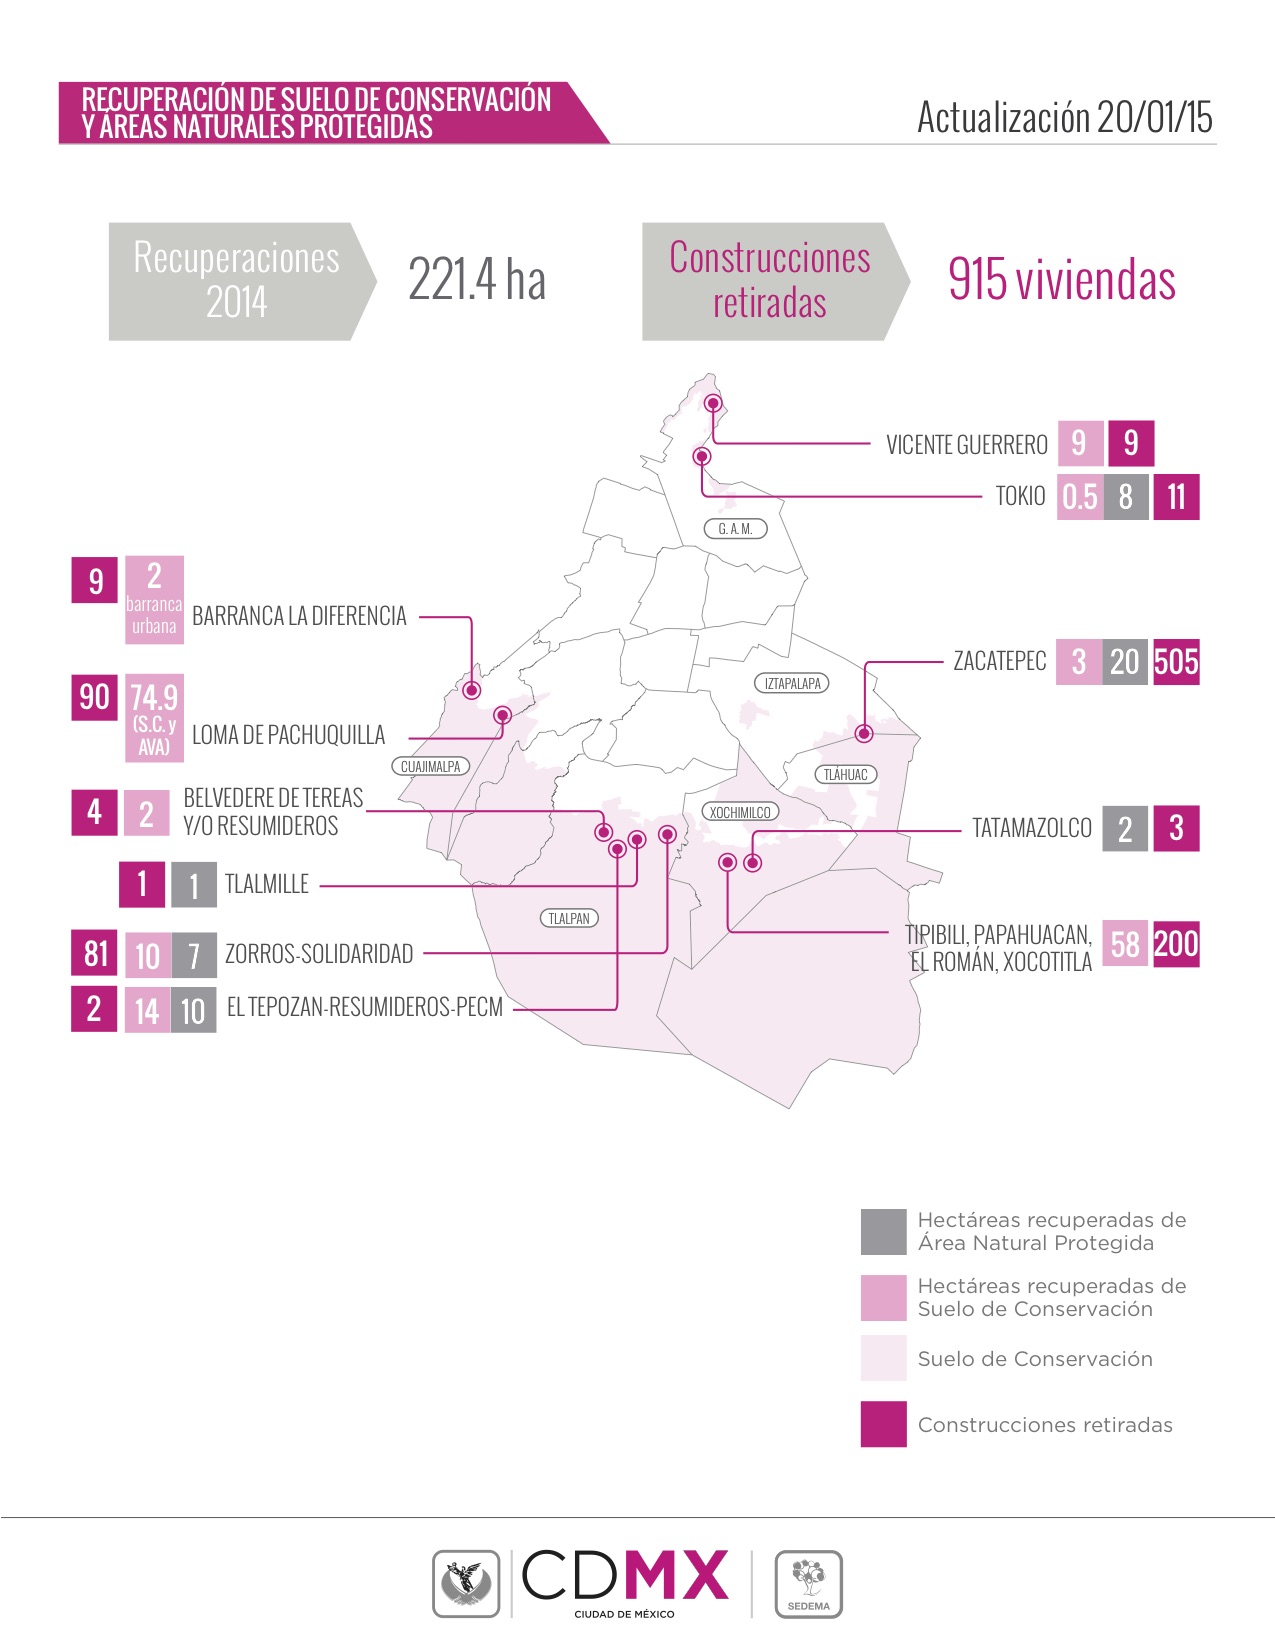 RECUPERACIÓN DE SUELO DE CONSERVACIÓN
Y ÁREAS NATURALES PROTEGIDAS
Actualización 20/01/15
Recuperaciones
2014
221.4 ha
Construcciones
retiradas
915 viviendas
VICENTE GUERRERO 9 9
TOKIO 0.5 8 11
G. A. M.
9 2
barranca
urbana
BARRANCA LA DIFERENCIA
ZACATEPEC 3 20 505
IZTAPALAPA
90 74.9
(S.C. y
AVA)
LOMA DE PACHUQUILLA
CUAJIMALPA
TLÁHUAC
4 2 BELVEDERE DE TEREAS
Y/O RESUMIDEROS
XOCHIMILCO
TATAMAZOLCO 2 3
1 1 TLALMILLE
TLALPAN
TIPIBILI, PAPAHUACAN,
EL ROMÁN, XOCOTITLA
58 200
81 10 7 ZORROS-SOLIDARIDAD
2 14 10 EL TEPOZAN-RESUMIDEROS-PECM
Hectáreas recuperadas de
Área Natural Protegida
Hectáreas recuperadas de
Suelo de Conservación
Suelo de Conservación
Construcciones retiradas
CDMX
CIUDAD DE MÉXICO
SEDEMA